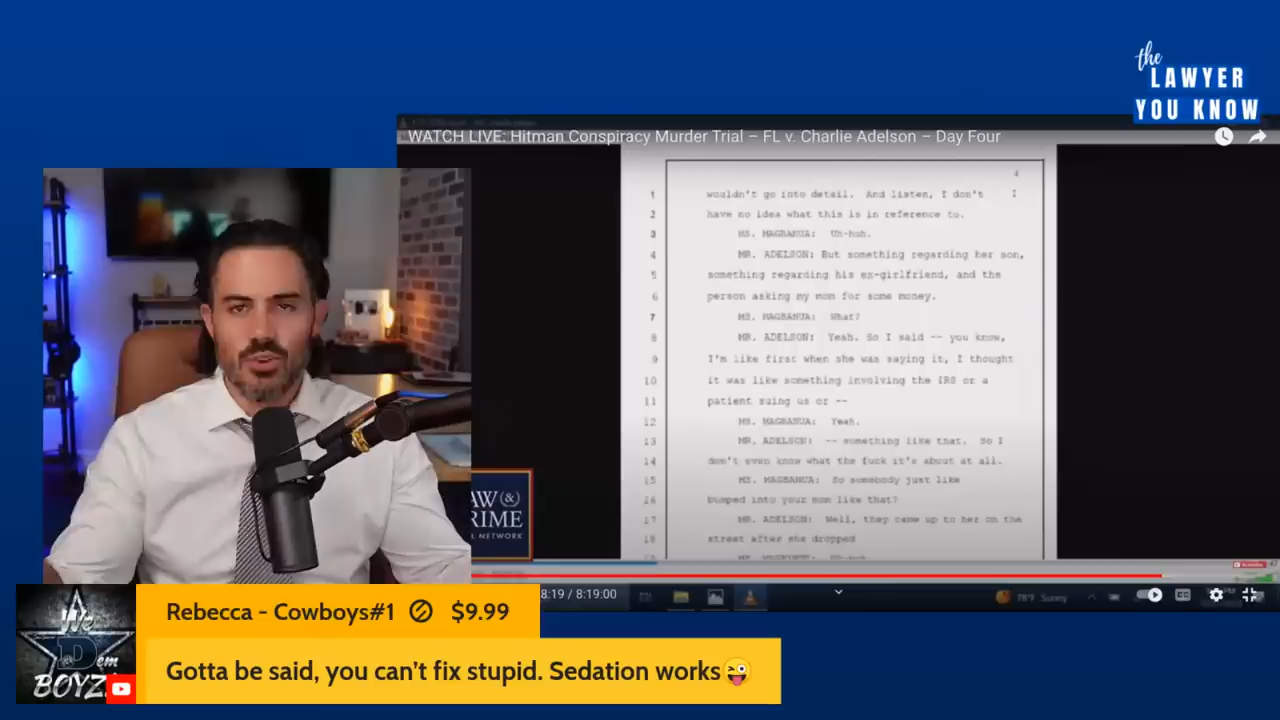 the
LAWYER
YOU KNOW
WATCH LIVE: Hitman Conspiracy Murder Trial – FL v. Charlie Adelson – Day Four
4
1 wouldn't go into detail. And listen, I don't
2 have no idea what this is in reference to.
3 MS. MAGBANUA: Uh-huh.
4 MR. ADELSON: But something regarding her son,
5 something regarding his ex-girlfriend, and the
6 person asking my mom for some money.
7 MS. MAGBANUA: What?
8 MR. ADELSON: Yeah. So I said -- you know,
9 I'm like first when she was saying it, I thought
10 it was like something involving the IRS or a
11 patient suing us or --
12 MS. MAGBANUA: Yeah.
13 MR. ADELSON: -- something like that. So I
14 don't even know what the fuck it's about at all.
15 MS. MAGBANUA: So somebody just like
16 bumped into your mom like that?
17 MR. ADELSON: Well, they came up to her on the
18 street after she dropped
AW (&)
RIME
NETWORK
8:19 / 8:19:00
78°F Sunny
CC
We
Dem
BOYZ
Rebecca - Cowboys#1 $9.99
Gotta be said, you can't fix stupid. Sedation works😜